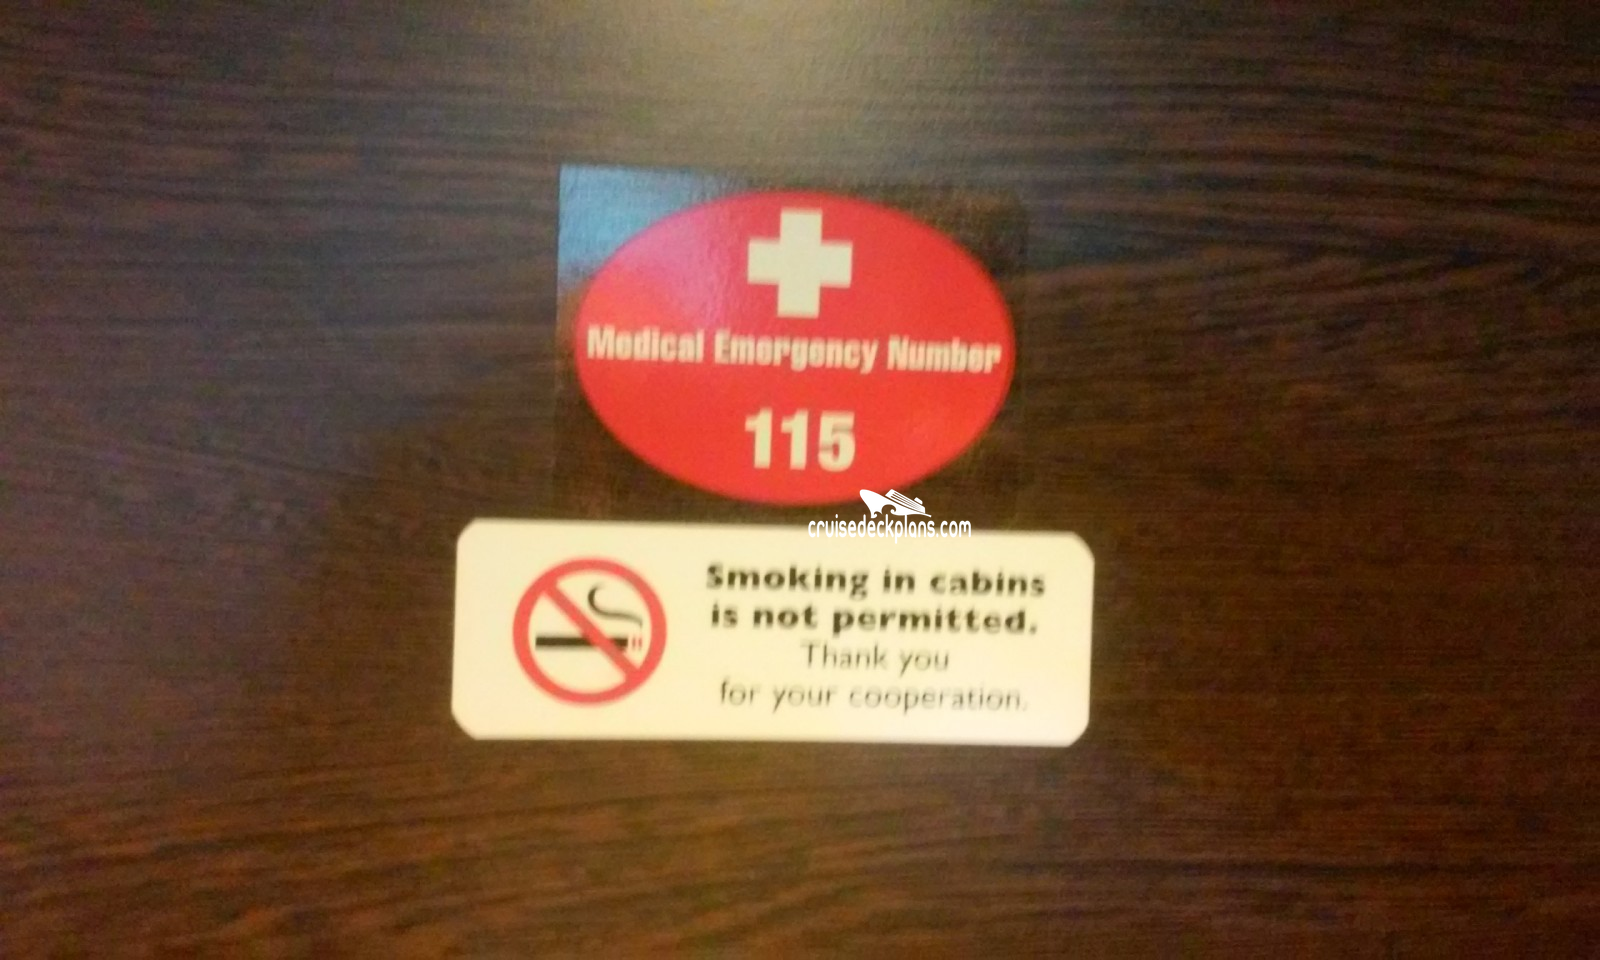 Medical Emergency Number
115
cruisedeckplans.com
Smoking in cabins
is not permitted.
Thank you
for your cooperation.